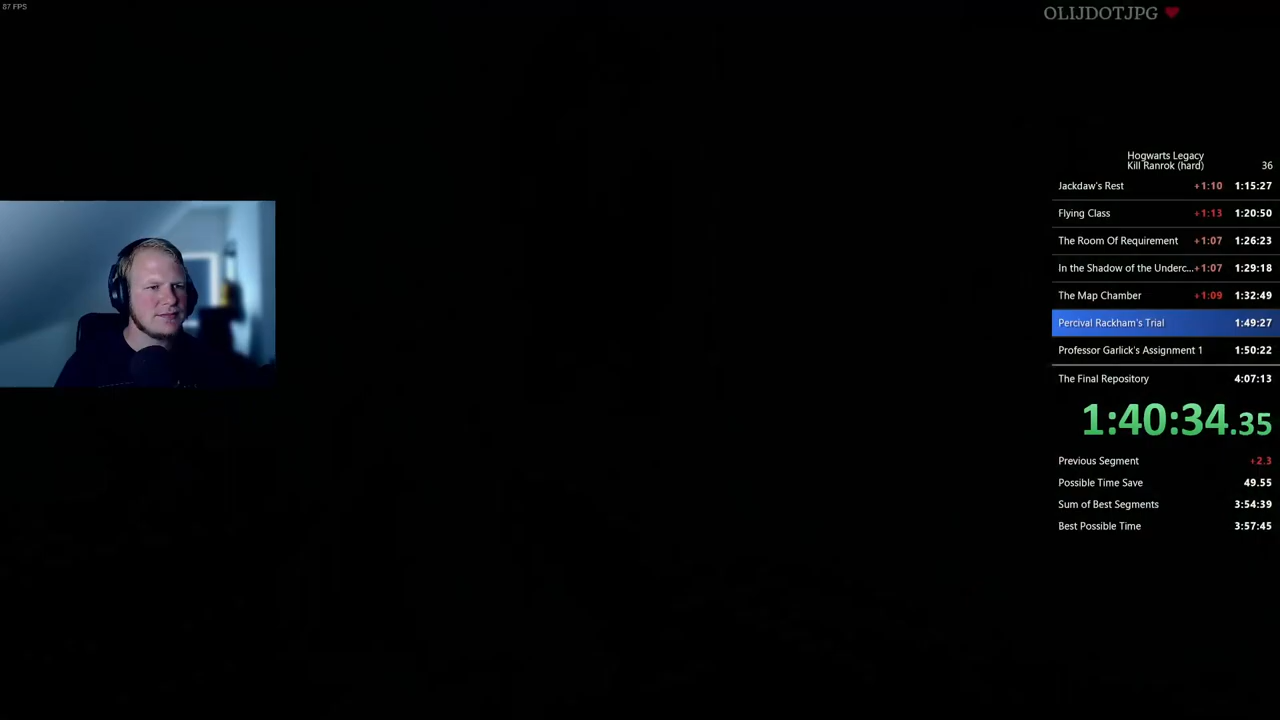 87 FPS
OLIJDOTJPG
Hogwarts Legacy
Kill Ranrok (hard) 36
Jackdaw's Rest +1:10 1:15:27
Flying Class +1:13 1:20:50
The Room Of Requirement +1:07 1:26:23
In the Shadow of the Underc... +1:07 1:29:18
The Map Chamber +1:09 1:32:49
Percival Rackham's Trial 1:49:27
Professor Garlick's Assignment 1 1:50:22
The Final Repository 4:07:13
1:40:34.35
Previous Segment +2.3
Possible Time Save 49.55
Sum of Best Segments 3:54:39
Best Possible Time 3:57:45